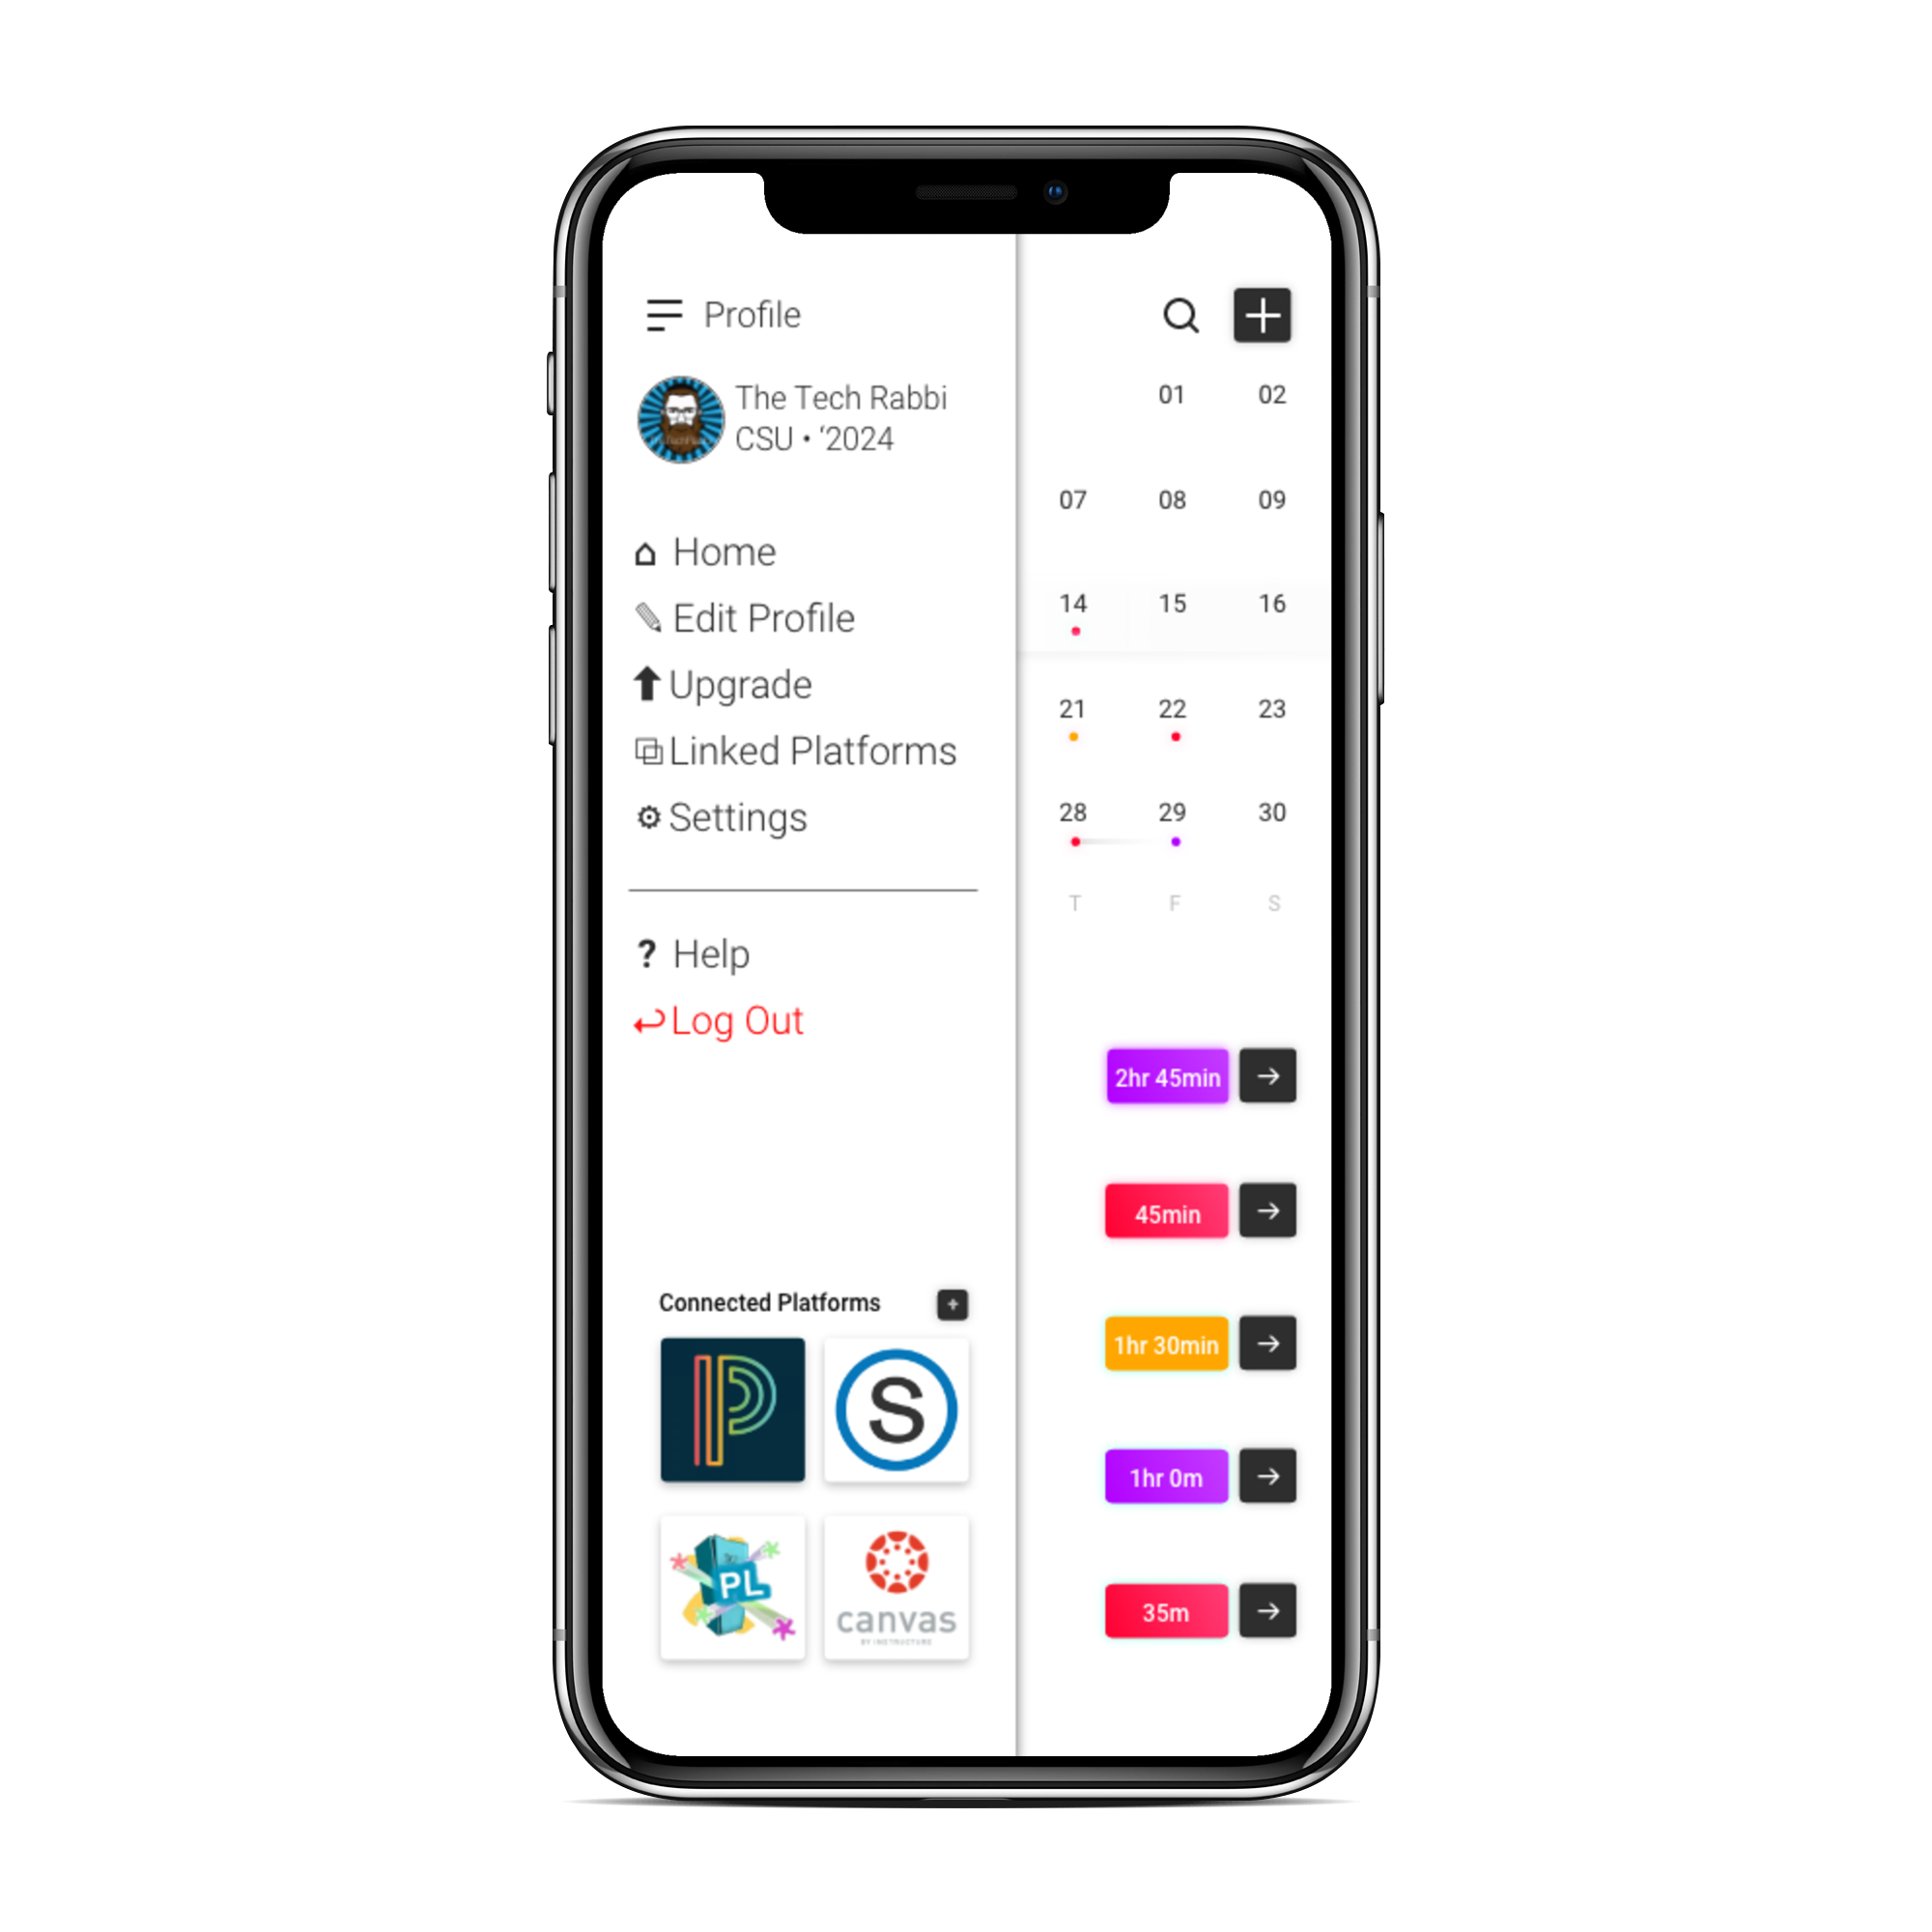 Profile
The Tech Rabbi
CSU • ‘2024
Home
Edit Profile
Upgrade
Linked Platforms
Settings
? Help
Log Out
Connected Platforms
+
S
PL
canvas
BY INSTRUCTURE
01 02
07 08 09
14 15 16
21 22 23
28 29 30
T F S
2hr 45min
45min
1hr 30min
1hr 0m
35m